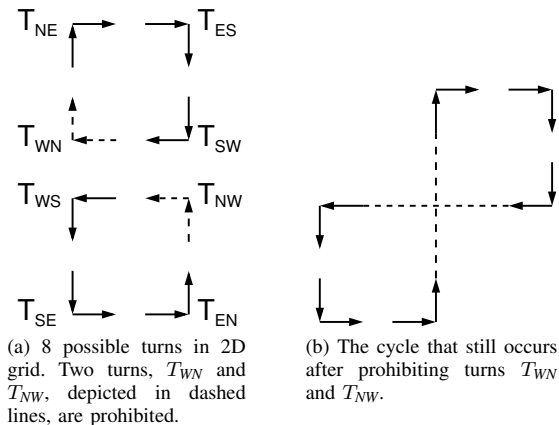 T_NE T_ES
T_WN T_SW
T_WS T_NW
T_SE T_EN
(a) 8 possible turns in 2D
grid. Two turns, T_WN and
T_NW, depicted in dashed
lines, are prohibited.
(b) The cycle that still occurs
after prohibiting turns T_WN
and T_NW.